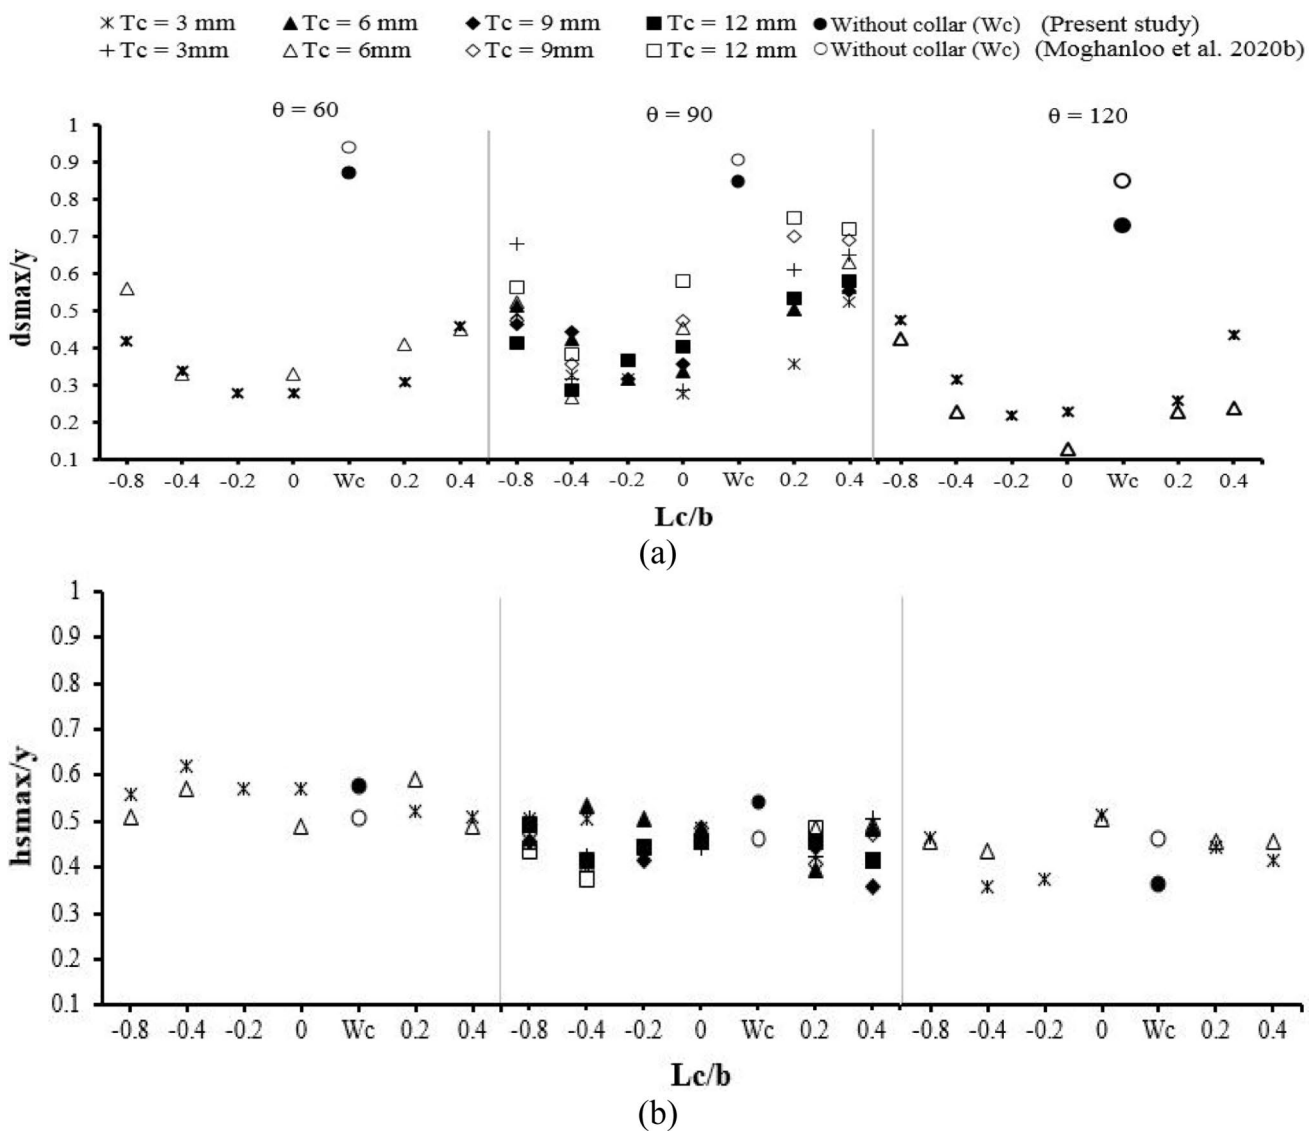 Tc = 3 mm Tc = 6 mm Tc = 9 mm Tc = 12 mm Without collar (Wc) (Present study)
Tc = 3mm Tc = 6mm Tc = 9mm Tc = 12 mm Without collar (Wc) (Moghanloo et al. 2020b)
θ = 60 θ = 90 θ = 120
1
0.9
0.8
0.7
0.6
0.5
0.4
0.3
0.2
0.1
dsmax/y
-0.8 -0.4 -0.2 0 Wc 0.2 0.4 -0.8 -0.4 -0.2 0 Wc 0.2 0.4 -0.8 -0.4 -0.2 0 Wc 0.2 0.4
Lc/b
(a)
1
0.9
0.8
0.7
0.6
0.5
0.4
0.3
0.2
0.1
hsmax/y
-0.8 -0.4 -0.2 0 Wc 0.2 0.4 -0.8 -0.4 -0.2 0 Wc 0.2 0.4 -0.8 -0.4 -0.2 0 Wc 0.2 0.4
Lc/b
(b)